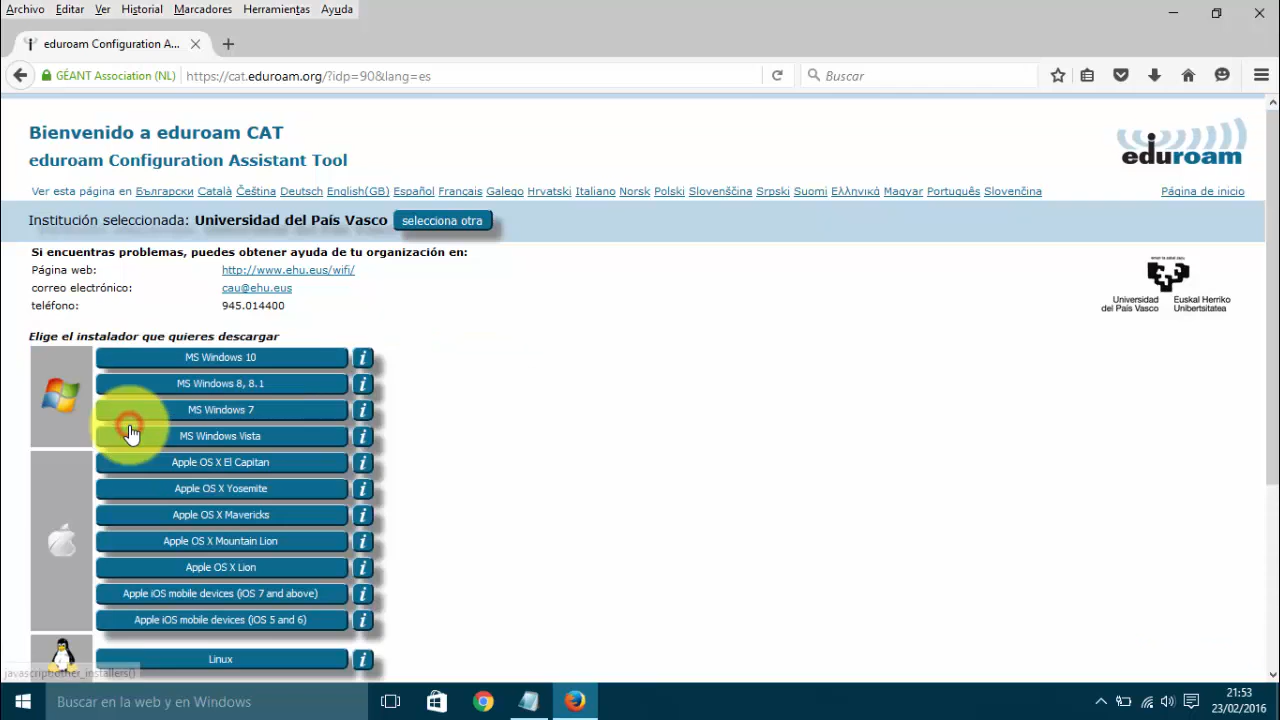 Archivo Editar Ver Historial Marcadores Herramientas Ayuda
eduroam Configuration A...
GÉANT Association (NL) https://cat.eduroam.org/?idp=90&lang=es Buscar
Bienvenido a eduroam CAT
eduroam Configuration Assistant Tool
eduroam
Ver esta página en Български Català Čeština Deutsch English(GB) Español Francais Galego Hrvatski Italiano Norsk Polski Slovenščina Srpski Suomi Ελληνικά Magyar Português Slovenčina Página de inicio
Institución seleccionada: Universidad del País Vasco selecciona otra
Si encuentras problemas, puedes obtener ayuda de tu organización en:
Página web: http://www.ehu.eus/wifi/
correo electrónico: cau@ehu.eus
teléfono: 945.014400
Universidad del País Vasco
Euskal Herriko Unibertsitatea
Elige el instalador que quieres descargar
MS Windows 10 i
MS Windows 8, 8.1 i
MS Windows 7 i
MS Windows Vista i
Apple OS X El Capitan i
Apple OS X Yosemite i
Apple OS X Mavericks i
Apple OS X Mountain Lion i
Apple OS X Lion i
Apple iOS mobile devices (iOS 7 and above) i
Apple iOS mobile devices (iOS 5 and 6) i
Linux i
javascript:other_installers()
Buscar en la web y en Windows
21:53
23/02/2016